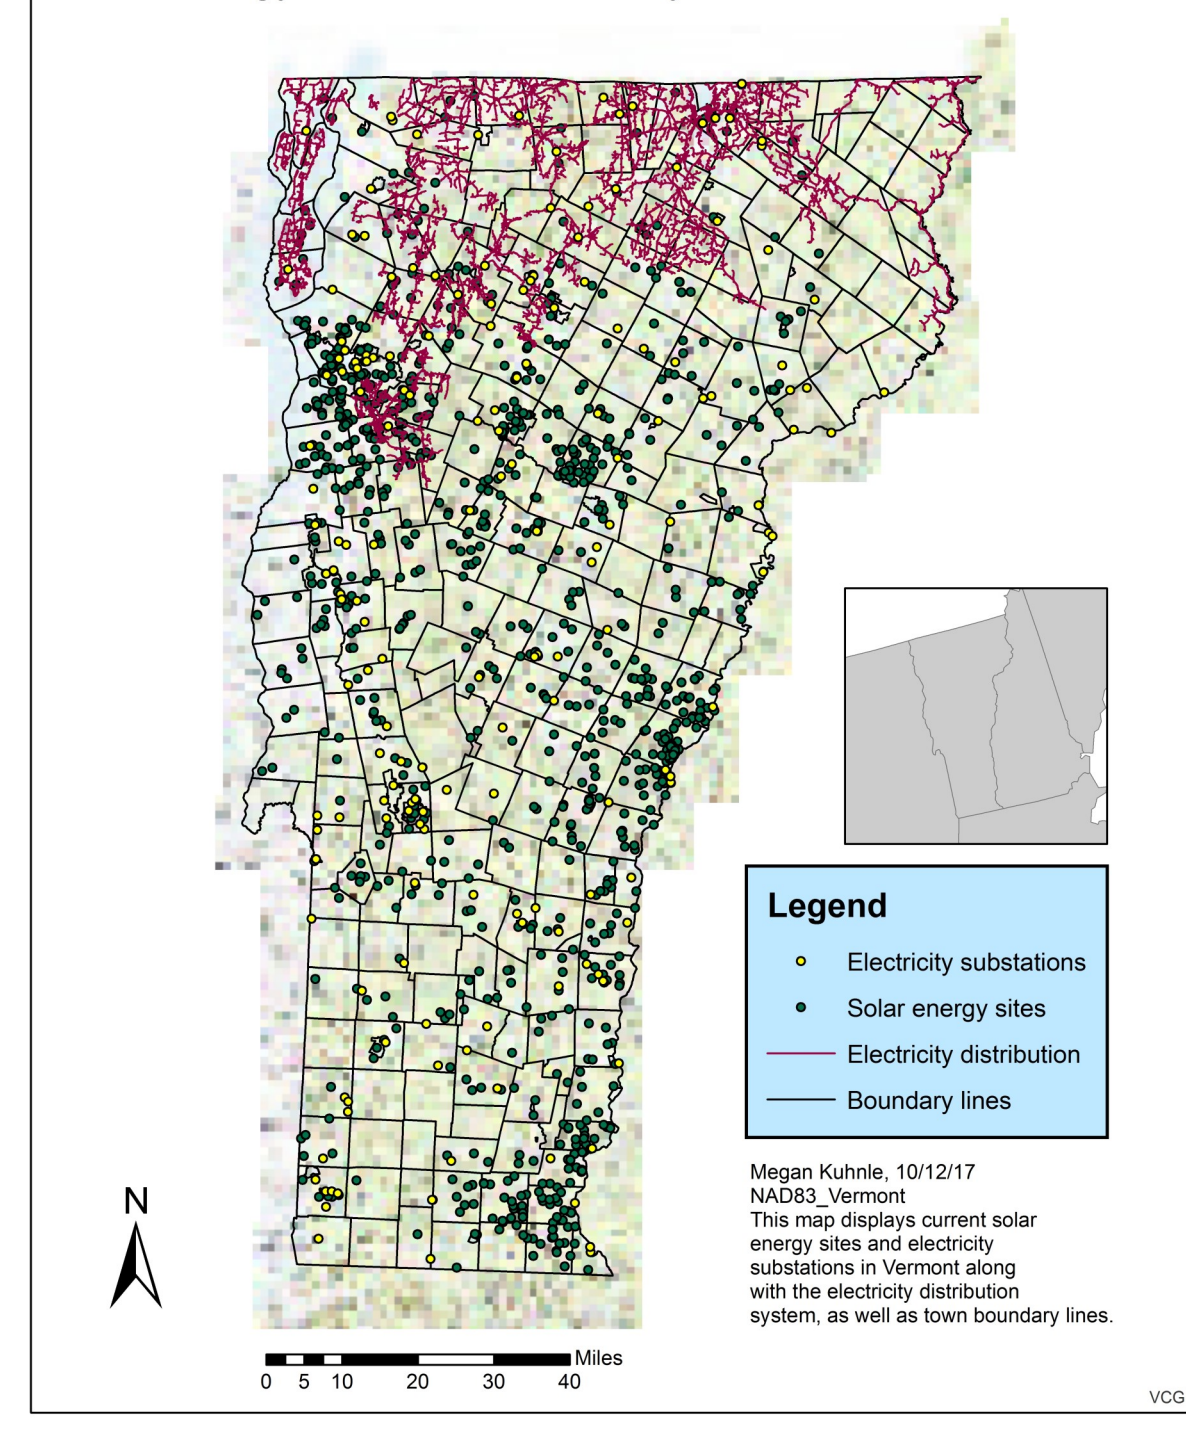 Legend
Electricity substations
Solar energy sites
Electricity distribution
Boundary lines
Megan Kuhnle, 10/12/17
NAD83_Vermont
This map displays current solar
energy sites and electricity
substations in Vermont along
with the electricity distribution
system, as well as town boundary lines.
N
Miles
0 5 10 20 30 40
VCG